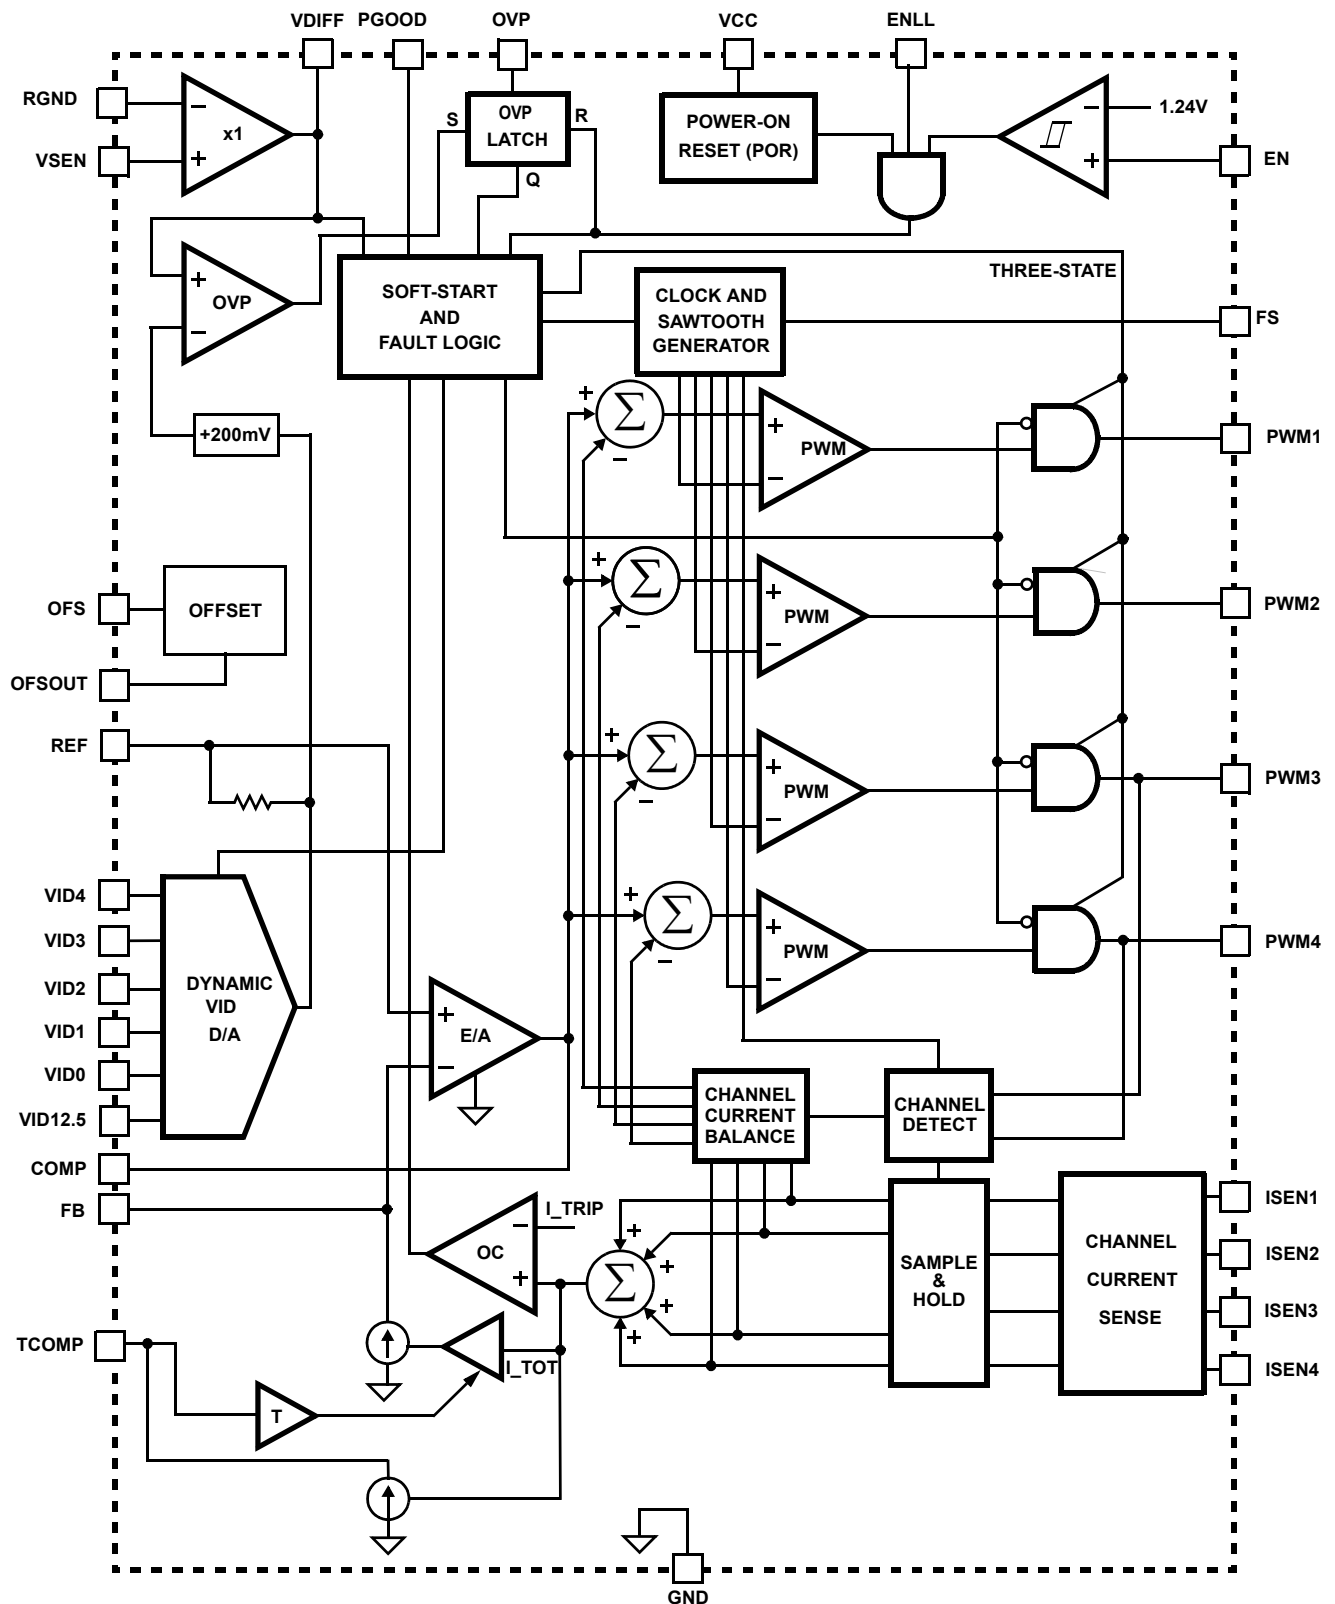 VDIFF PGOOD OVP VCC ENLL
RGND
VSEN
−
x1
+
S
OVP
LATCH
R
Q
POWER-ON
RESET (POR)
−
+
1.24V
EN
+
OVP
−
SOFT-START
AND
FAULT LOGIC
THREE-STATE
CLOCK AND
SAWTOOTH
GENERATOR
FS
+200mV
+
Σ
−
+
PWM
−
PWM1
OFS
OFFSET
OFSOUT
+
Σ
−
+
PWM
−
PWM2
REF
+
Σ
−
+
PWM
−
PWM3
VID4
VID3
VID2
VID1
VID0
VID12.5
DYNAMIC
VID
D/A
+
Σ
−
+
PWM
−
PWM4
+
E/A
−
CHANNEL
CURRENT
BALANCE
CHANNEL
DETECT
COMP
FB
I_TRIP
−
OC
+
+
+
Σ
+
+
SAMPLE
&
HOLD
CHANNEL
CURRENT
SENSE
ISEN1
ISEN2
ISEN3
ISEN4
TCOMP
I_TOT
T
GND